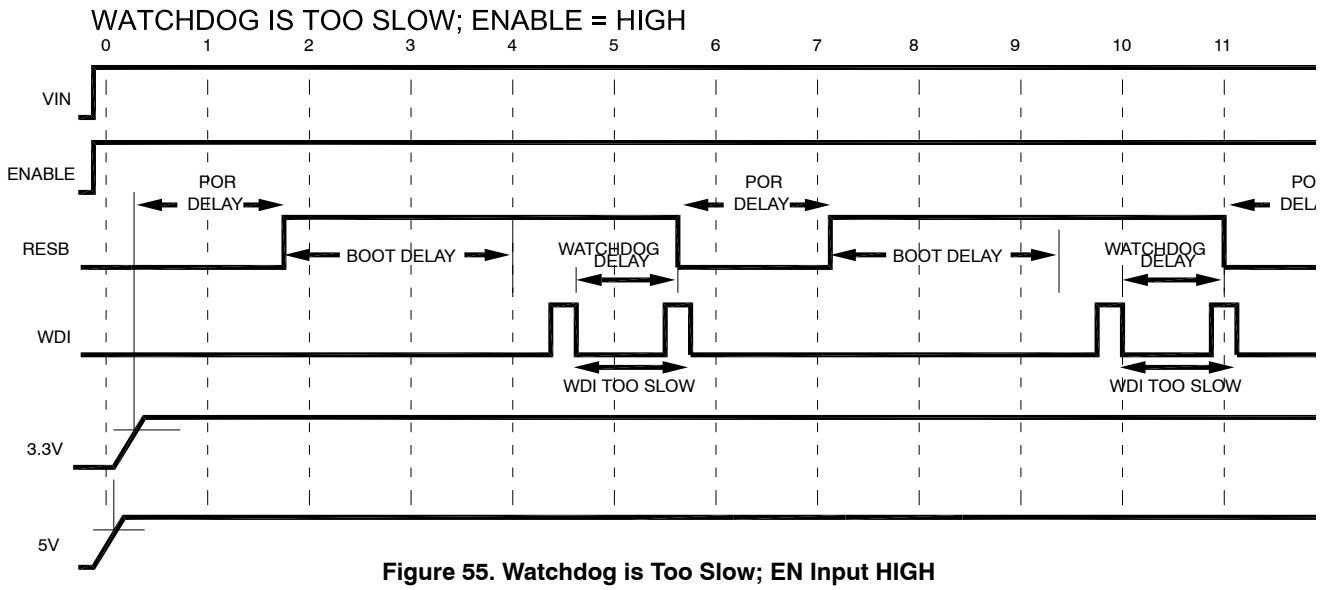 WATCHDOG IS TOO SLOW; ENABLE = HIGH
0 1 2 3 4 5 6 7 8 9 10 11
VIN
ENABLE
POR
DELAY
POR
DELAY
PO
DEL
RESB
BOOT DELAY
WATCHDOG
DELAY
BOOT DELAY
WATCHDOG
DELAY
WDI
WDI TOO SLOW
WDI TOO SLOW
3.3V
5V
Figure 55. Watchdog is Too Slow; EN Input HIGH